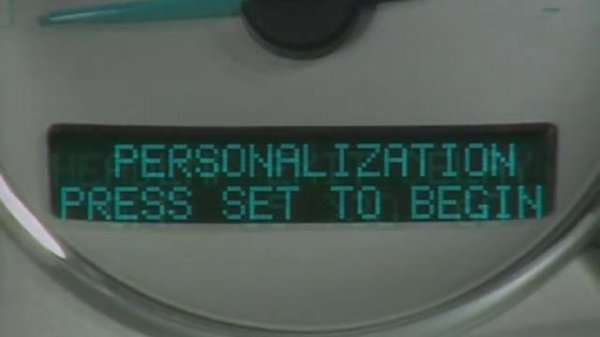 PERSONALIZATION
PRESS SET TO BEGIN